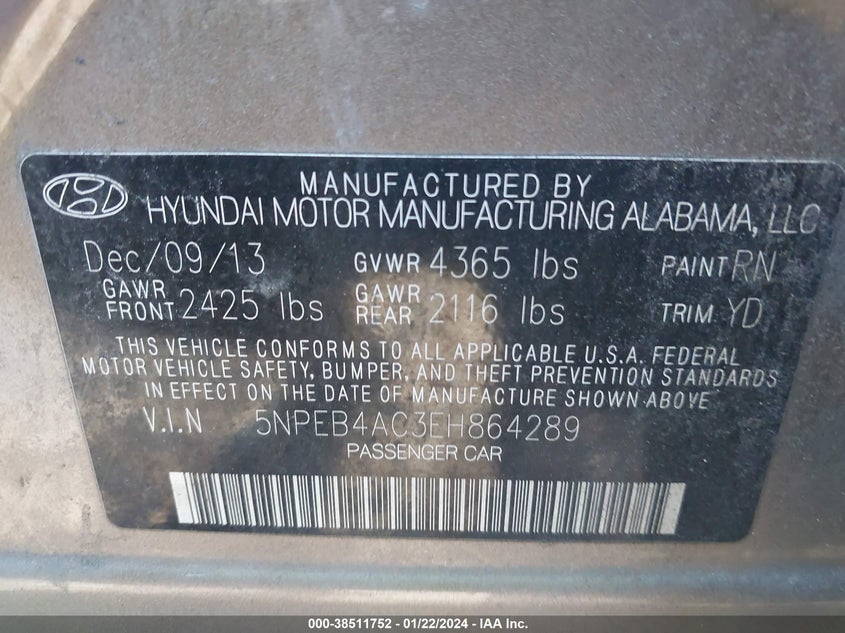 MANUFACTURED BY
HYUNDAI MOTOR MANUFACTURING ALABAMA, LLC
Dec/09/13 GVWR 4365 lbs PAINT RN
GAWR FRONT 2425 lbs GAWR REAR 2116 lbs TRIM YD
THIS VEHICLE CONFORMS TO ALL APPLICABLE U.S.A. FEDERAL
MOTOR VEHICLE SAFETY, BUMPER, AND THEFT PREVENTION STANDARDS
IN EFFECT ON THE DATE OF MANUFACTURE SHOWN ABOVE
V.I.N 5NPEB4AC3EH864289
PASSENGER CAR
000-38511752 - 01/22/2024 - IAA Inc.